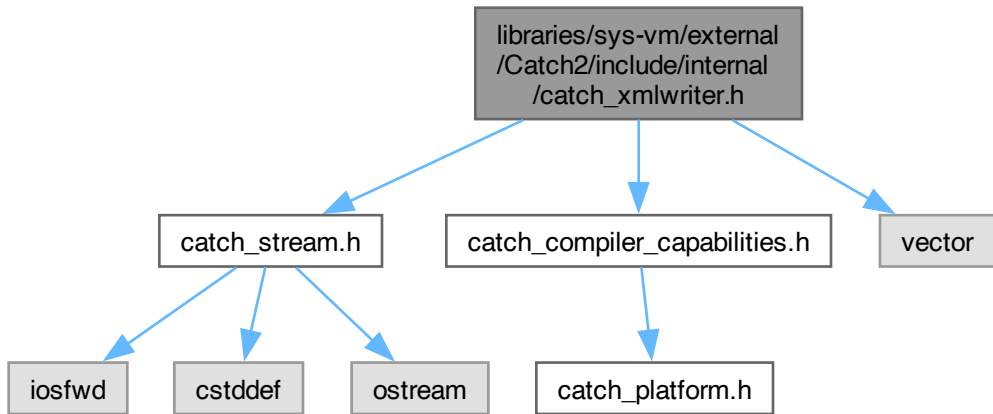 libraries/sys-vm/external
/Catch2/include/internal
/catch_xmlwriter.h
catch_stream.h
catch_compiler_capabilities.h
vector
iosfwd
cstddef
ostream
catch_platform.h